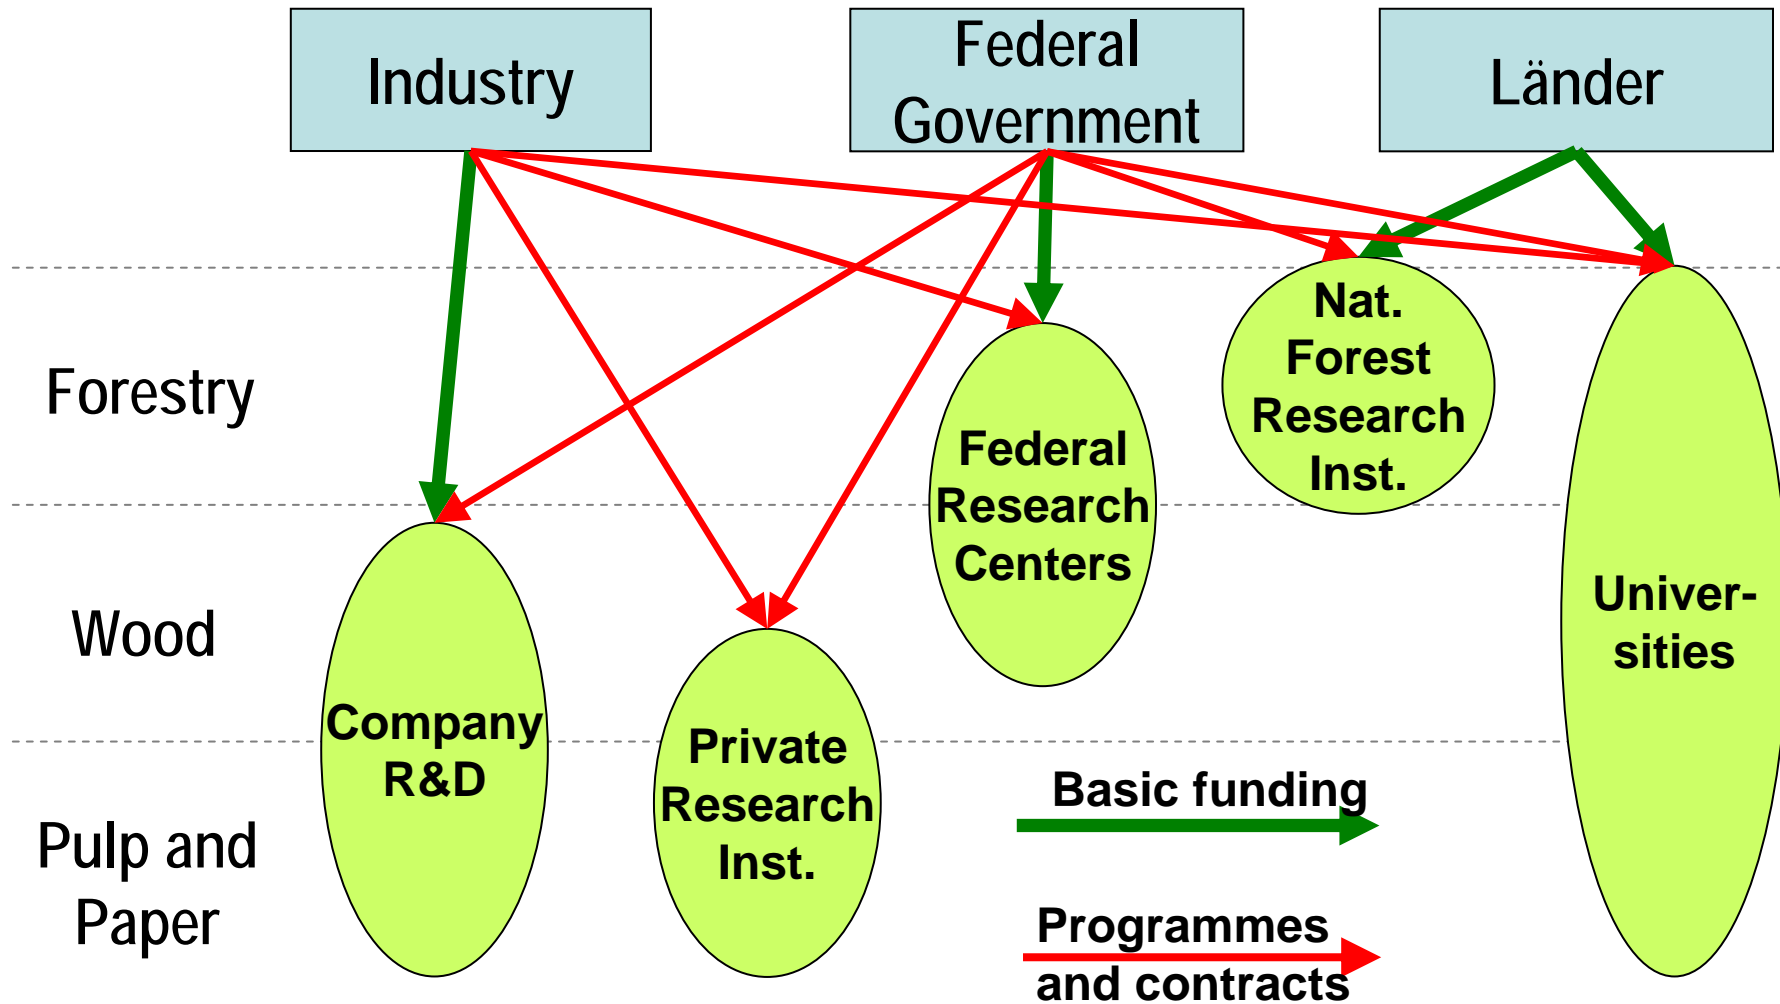 Industry
Federal
Government
Länder
Forestry
Nat.
Forest
Research
Inst.
Federal
Research
Centers
Wood
Univer-
sities
Company
R&D
Private
Research
Inst.
Basic funding
Pulp and
Paper
Programmes
and contracts